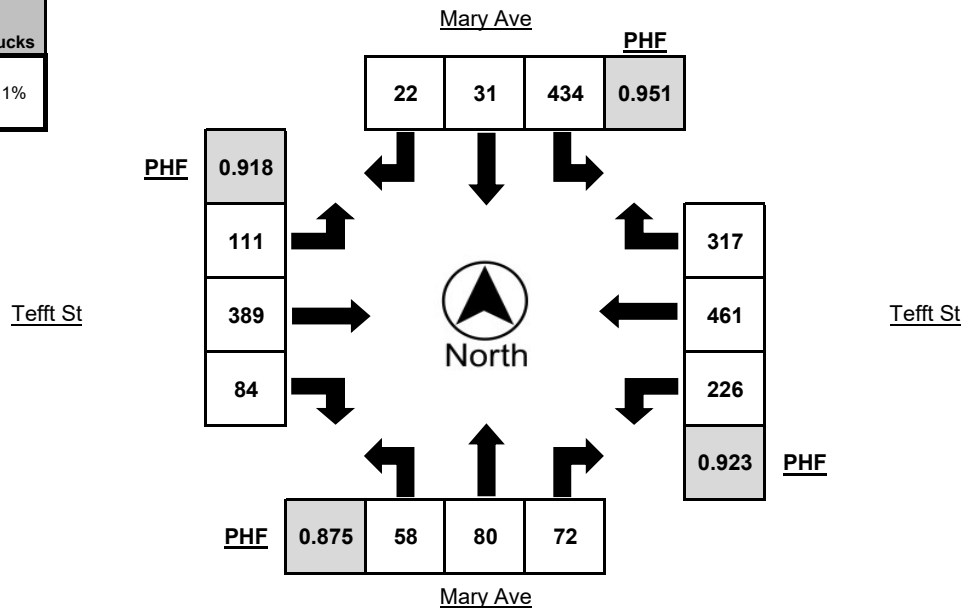 Mary Ave
PHF
1%
22 31 434 0.951
PHF 0.918
111 317
Tefft St 389 461 Tefft St
North
84 226
0.923 PHF
PHF 0.875 58 80 72
Mary Ave